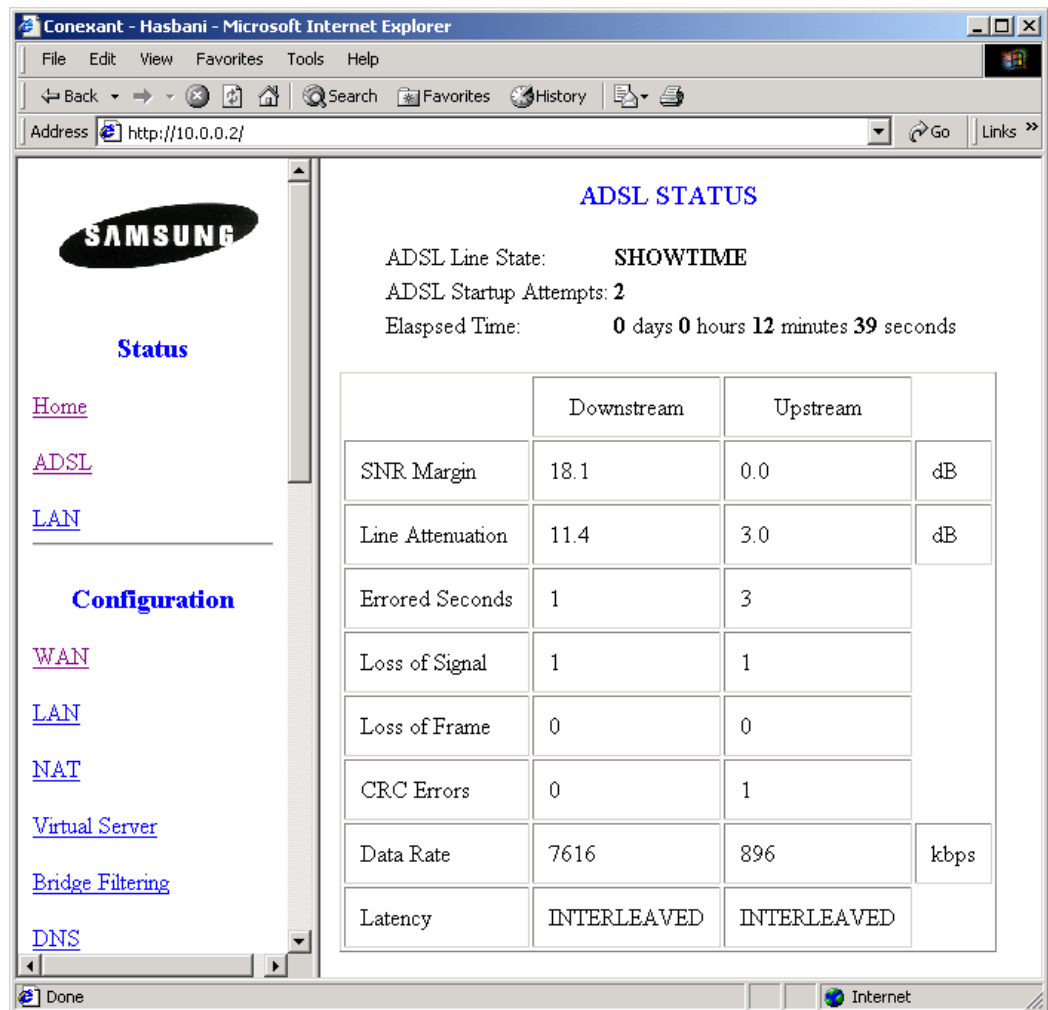 Conexant - Hasbani - Microsoft Internet Explorer
File Edit View Favorites Tools Help
Back Search Favorites History
Address http://10.0.0.2/ Go Links »
SAMSUNG
Status
Home
ADSL
LAN
Configuration
WAN
LAN
NAT
Virtual Server
Bridge Filtering
DNS
ADSL STATUS
ADSL Line State: SHOWTIME
ADSL Startup Attempts: 2
Elaspsed Time: 0 days 0 hours 12 minutes 39 seconds
Downstream Upstream
SNR Margin 18.1 0.0 dB
Line Attenuation 11.4 3.0 dB
Errored Seconds 1 3
Loss of Signal 1 1
Loss of Frame 0 0
CRC Errors 0 1
Data Rate 7616 896 kbps
Latency INTERLEAVED INTERLEAVED
Done Internet